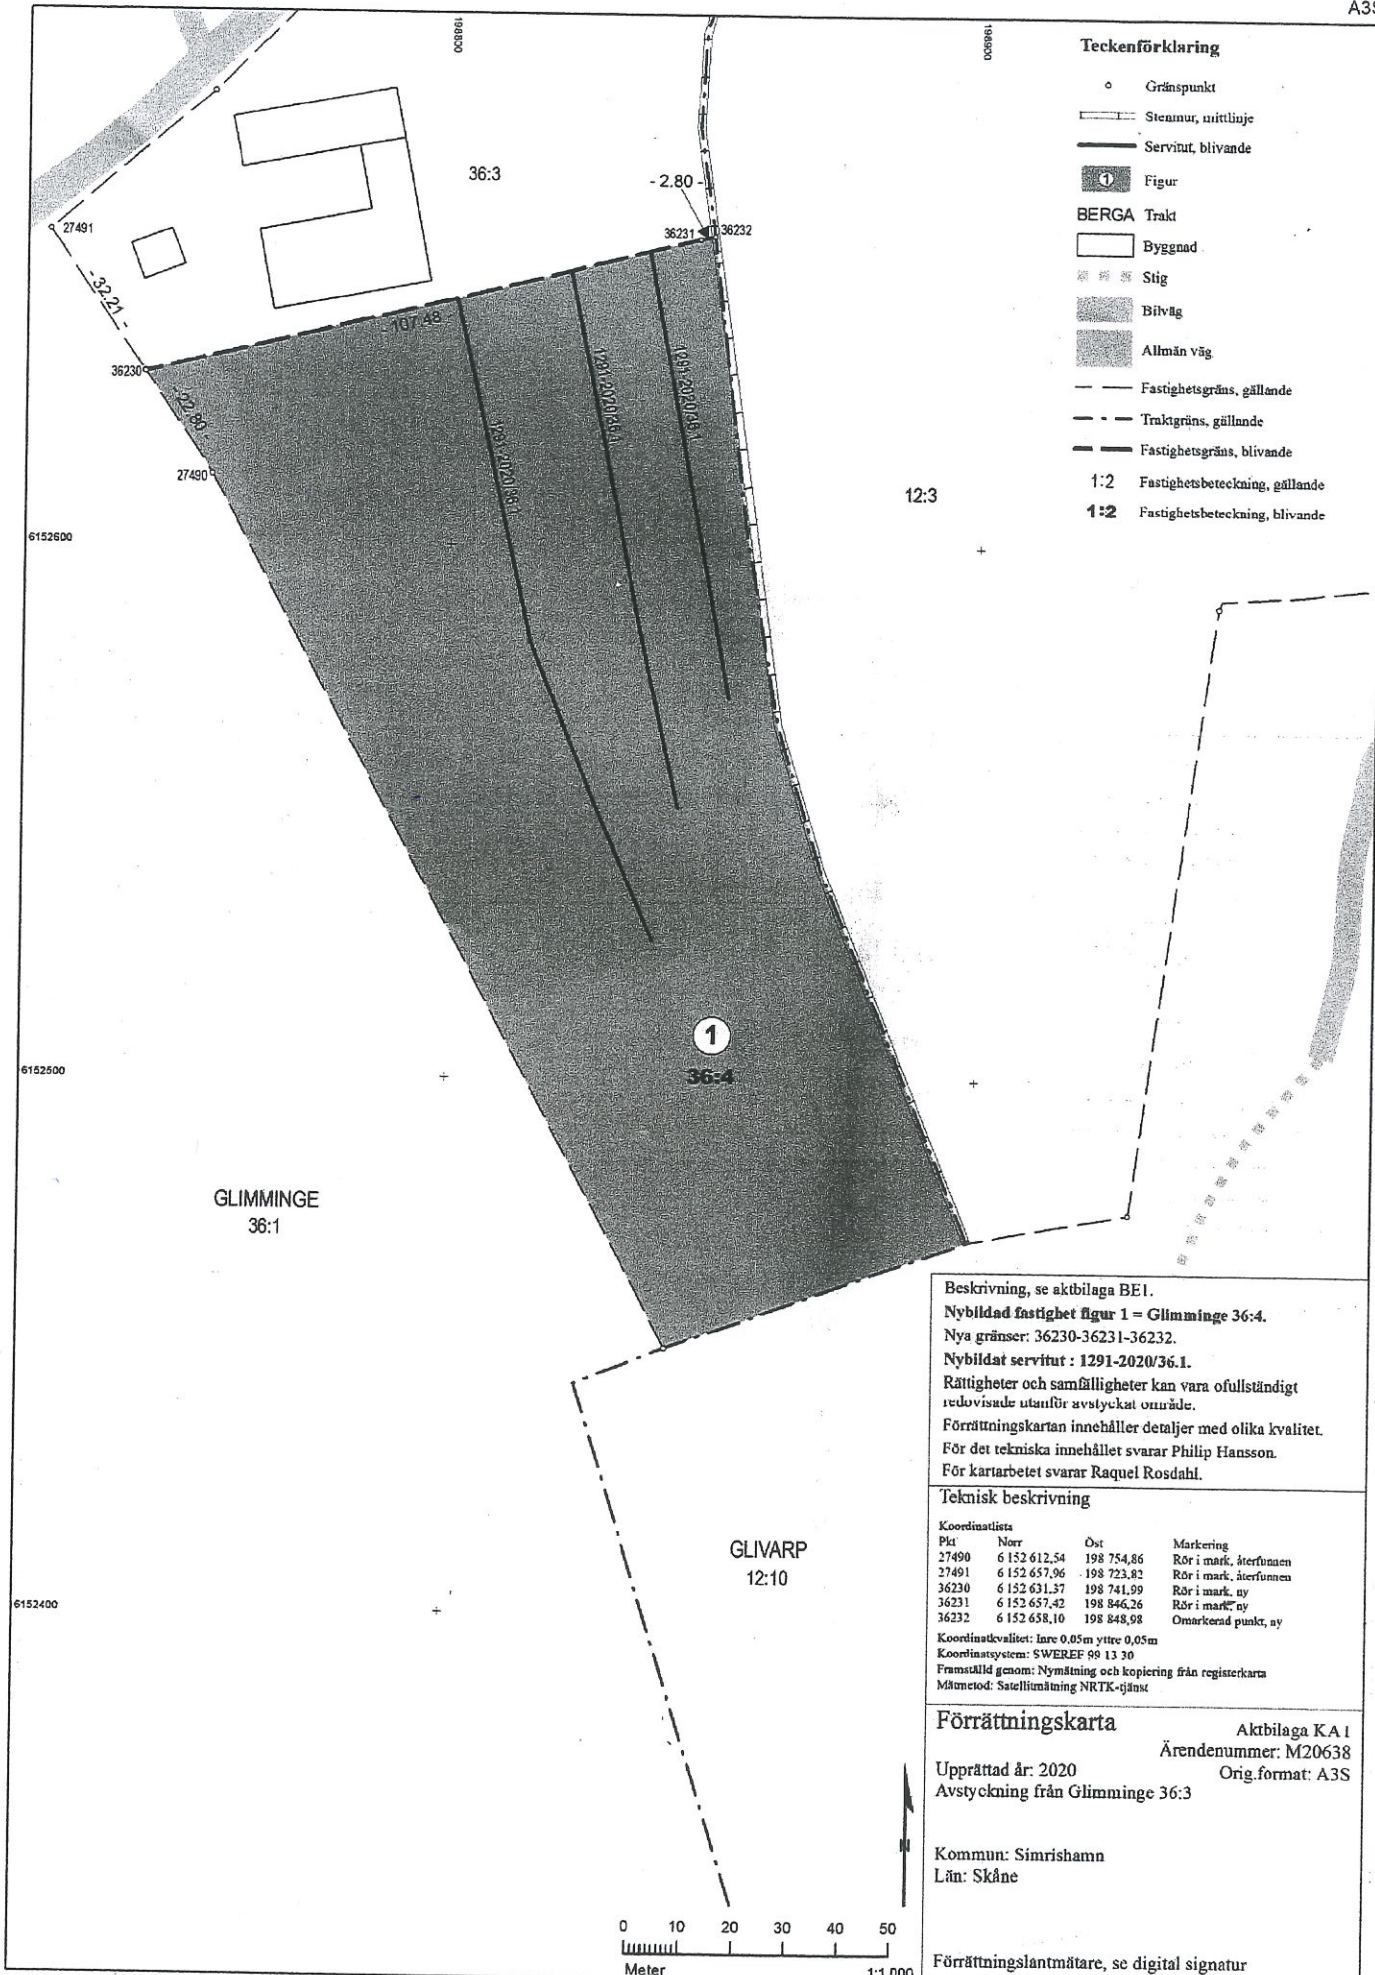 A3S
198800
198900
Teckenförklaring
Gränspunkt
Stenmur, mittlinje
Servitut, blivande
1 Figur
BERGA Trakt
Byggnad
Stig
Bilväg
Allmän väg
Fastighetsgräns, gällande
Traktgräns, gällande
Fastighetsgräns, blivande
1:2 Fastighetsbeteckning, gällande
1:2 Fastighetsbeteckning, blivande
36:3
- 2.80 -
36231
36232
27491
- 32.21 -
- 107.48
36230
- 22.80 -
27490
1291-2020/36.1
1291-2020/36.1
1291-2020/36.1
12:3
6152600
1
36:4
6152500
GLIMMINGE
36:1
GLIVARP
12:10
6152400
Beskrivning, se aktbilaga BE1.
Nybildad fastighet figur 1 = Glimminge 36:4.
Nya gränser: 36230-36231-36232.
Nybildat servitut : 1291-2020/36.1.
Rättigheter och samfälligheter kan vara ofullständigt
redovisade utanför avstyckat område.
Förrättningskartan innehåller detaljer med olika kvalitet.
För det tekniska innehållet svarar Philip Hansson.
För kartarbetet svarar Raquel Rosdahl.
Teknisk beskrivning
Koordinatlista
Pkt Norr Öst Markering
27490 6 152 612,54 198 754,86 Rör i mark, återfunnen
27491 6 152 657,96 198 723,82 Rör i mark, återfunnen
36230 6 152 631,37 198 741,99 Rör i mark, ny
36231 6 152 657,42 198 846,26 Rör i mark, ny
36232 6 152 658,10 198 848,98 Omarkerad punkt, ny
Koordinatkvalitet: Inre 0,05m yttre 0,05m
Koordinatsystem: SWEREF 99 13 30
Framställd genom: Nymätning och kopiering från registerkarta
Mätmetod: Satellitmätning NRTK-tjänst
Förrättningskarta
Aktbilaga KA1
Ärendenummer: M20638
Orig.format: A3S
Upprättad år: 2020
Avstyckning från Glimminge 36:3
Kommun: Simrishamn
Län: Skåne
N
0 10 20 30 40 50
Meter 1:1 000
Förrättningslantmätare, se digital signatur